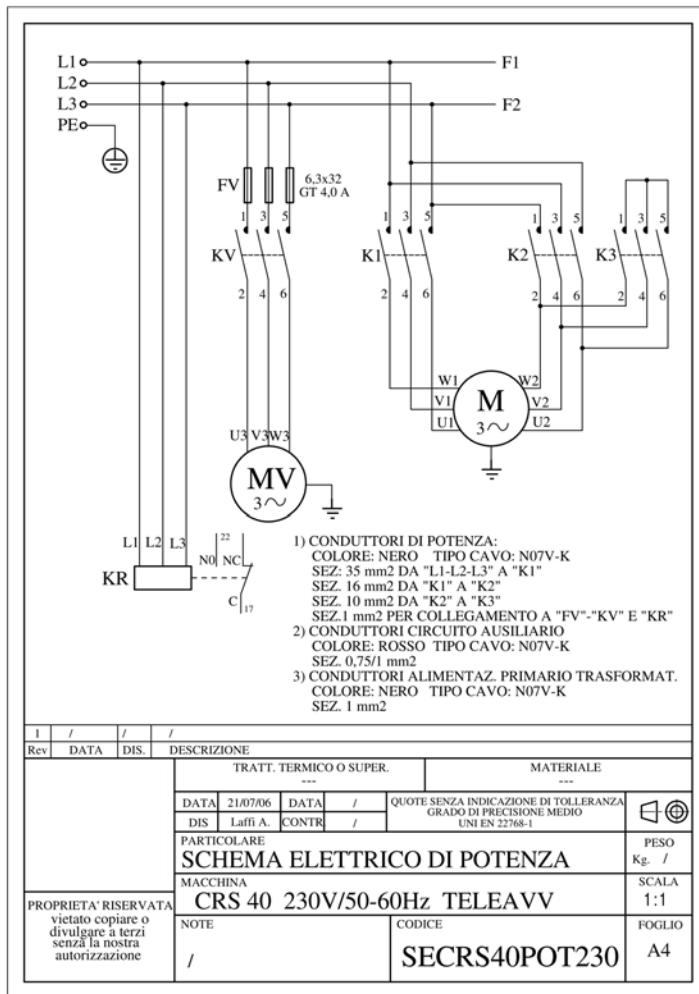 L1 F1
L2
L3 F2
PE
FV 6,3x32
GT 4,0 A
1 3 5 1 3 5 1 3 5 1 3 5
KV K1 K2 K3
2 4 6 2 4 6 2 4 6 2 4 6
W1 W2
V1 M V2
U1 3~ U2
U3 V3 W3
MV
3~
L1 L2 L3 N0 22 NC
KR
C 17
1) CONDUTTORI DI POTENZA:
COLORE: NERO TIPO CAVO: N07V-K
SEZ: 35 mm2 DA "L1-L2-L3" A "K1"
SEZ. 16 mm2 DA "K1" A "K2"
SEZ. 10 mm2 DA "K2" A "K3"
SEZ.1 mm2 PER COLLEGAMENTO A "FV"-"KV" E "KR"
2) CONDUTTORI CIRCUITO AUSILIARIO
COLORE: ROSSO TIPO CAVO: N07V-K
SEZ. 0,75/1 mm2
3) CONDUTTORI ALIMENTAZ. PRIMARIO TRASFORMAT.
COLORE: NERO TIPO CAVO: N07V-K
SEZ. 1 mm2
1 / / /
Rev DATA DIS. DESCRIZIONE
TRATT. TERMICO O SUPER. MATERIALE
--- ---
DATA 21/07/06 DATA / QUOTE SENZA INDICAZIONE DI TOLLERANZA
GRADO DI PRECISIONE MEDIO
DIS Laffi A. CONTR / UNI EN 22768-1
PARTICOLARE PESO
SCHEMA ELETTRICO DI POTENZA Kg. /
MACCHINA SCALA
CRS 40 230V/50-60Hz TELEAVV 1:1
PROPRIETA' RISERVATA
vietato copiare o
divulgare a terzi
senza la nostra
autorizzazione
NOTE CODICE FOGLIO
/ SECRS40POT230 A4